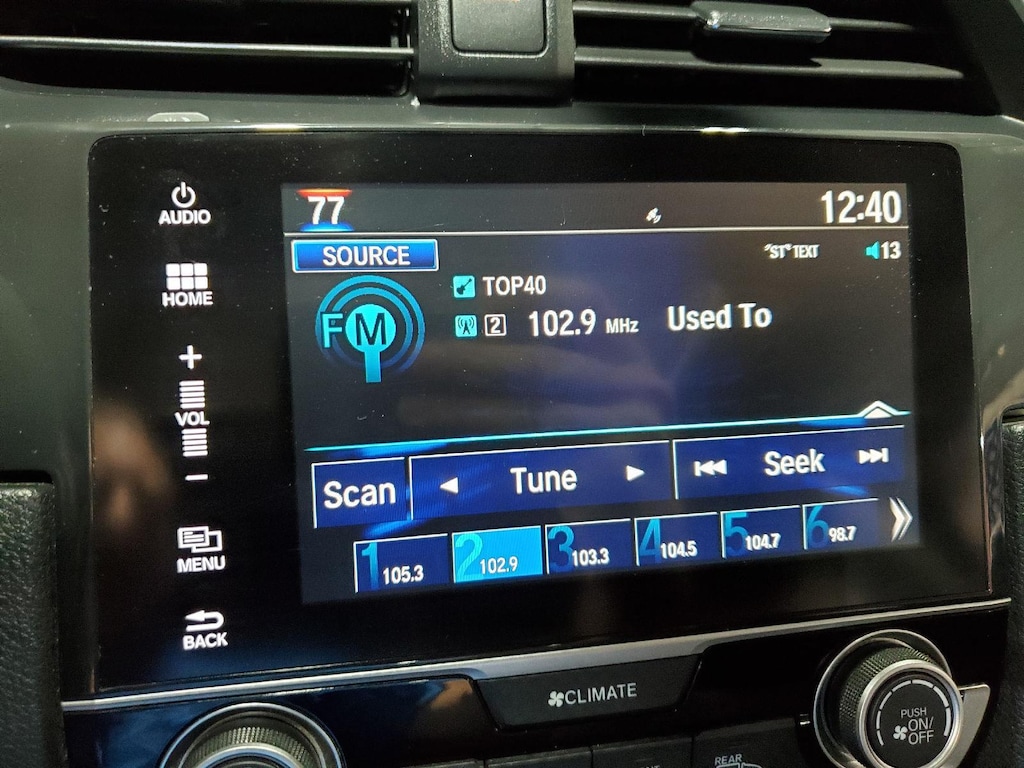 AUDIO
77
12:40
SOURCE
"ST" TEXT
13
HOME
FM
TOP40
2 102.9 MHz Used To
+
VOL
-
Scan
Tune
Seek
MENU
1 105.3
2 102.9
3 103.3
4 104.5
5 104.7
6 98.7
BACK
CLIMATE
PUSH
ON/
OFF
REAR